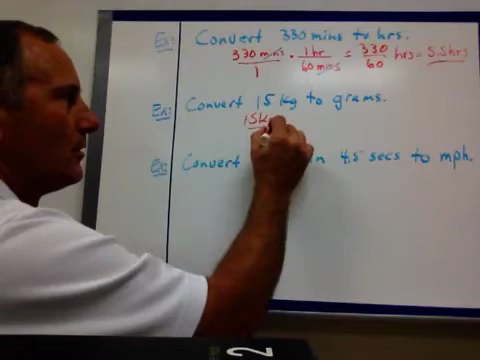 Ex: Convert 330 mins to hrs.
330 mins / 1 · 1 hr / 60 mins = 330 / 60 hrs = 5.5 hrs
Ex: Convert 15 kg to grams.
15k
Ex: Convert in 4.5 secs to mph.
2